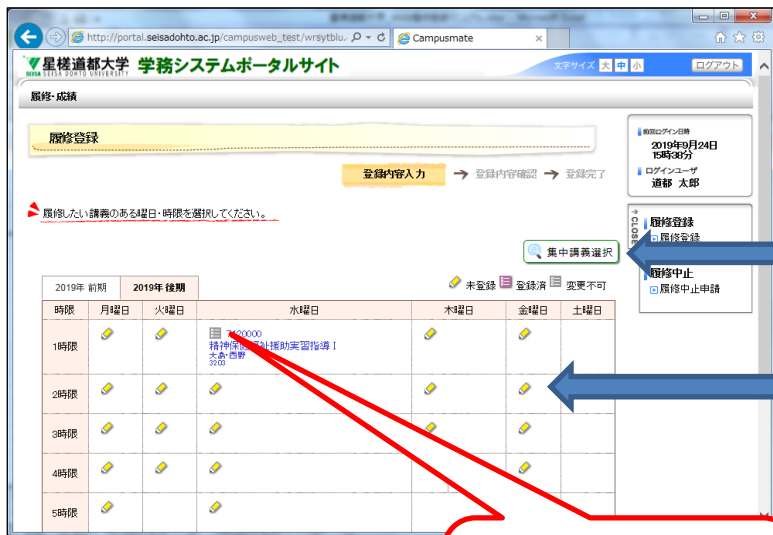 http://portal.seisadohto.ac.jp/campusweb_test/wrsytblu.
Campusmate
星槎道都大学 学務システムポータルサイト
SEISA DOHTO UNIVERSITY
文字サイズ 大 中 小
ログアウト
履修・成績
履修登録
登録内容入力 → 登録内容確認 → 登録完了
前回ログイン日時
2019年9月24日
15時38分
ログインユーザ
道都 太郎
履修したい講義のある曜日・時限を選択してください。
集中講義選択
CLOSE
履修登録
履修登録
履修中止
履修中止申請
2019年 前期 2019年 後期
未登録 登録済 変更不可
時限 月曜日 火曜日 水曜日 木曜日 金曜日 土曜日
1時限
7120000
精神保健福祉援助実習指導Ⅰ
大島・西野
3203
2時限
3時限
4時限
5時限